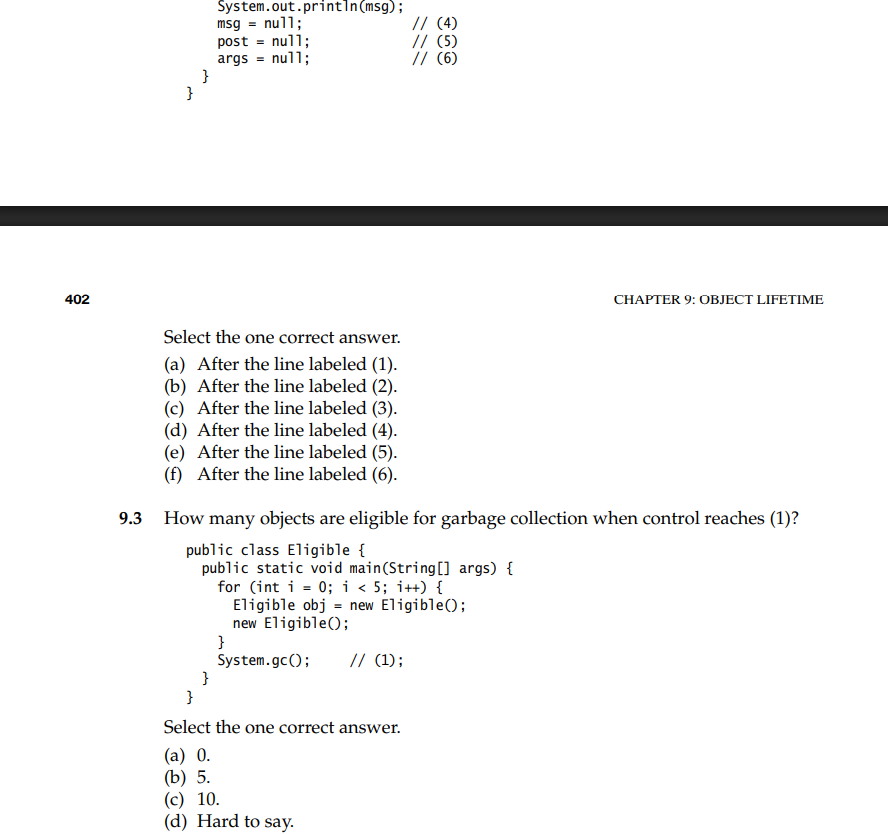 System.out.println(msg);
msg = null; // (4)
post = null; // (5)
args = null; // (6)
}
}
402 CHAPTER 9: OBJECT LIFETIME
Select the one correct answer.
(a) After the line labeled (1).
(b) After the line labeled (2).
(c) After the line labeled (3).
(d) After the line labeled (4).
(e) After the line labeled (5).
(f) After the line labeled (6).
9.3 How many objects are eligible for garbage collection when control reaches (1)?
public class Eligible {
public static void main(String[] args) {
for (int i = 0; i < 5; i++) {
Eligible obj = new Eligible();
new Eligible();
}
System.gc(); // (1);
}
}
Select the one correct answer.
(a) 0.
(b) 5.
(c) 10.
(d) Hard to say.